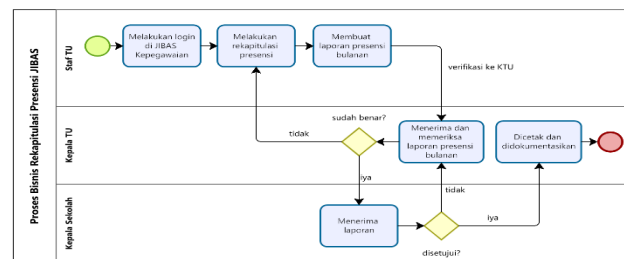 Proses Bisnis Rekapitulasi Presensi JIBAS
Staf TU
Melakukan login
di JIBAS
Kepegawaian
Melakukan
rekapitulasi
presensi
Membuat
laporan presensi
bulanan
verifikasi ke KTU
Kepala TU
sudah benar?
tidak
iya
Menerima dan
memeriksa
laporan presensi
bulanan
Dicetak dan
didokumentasikan
Kepala Sekolah
Menerima
laporan
tidak
iya
disetujui?